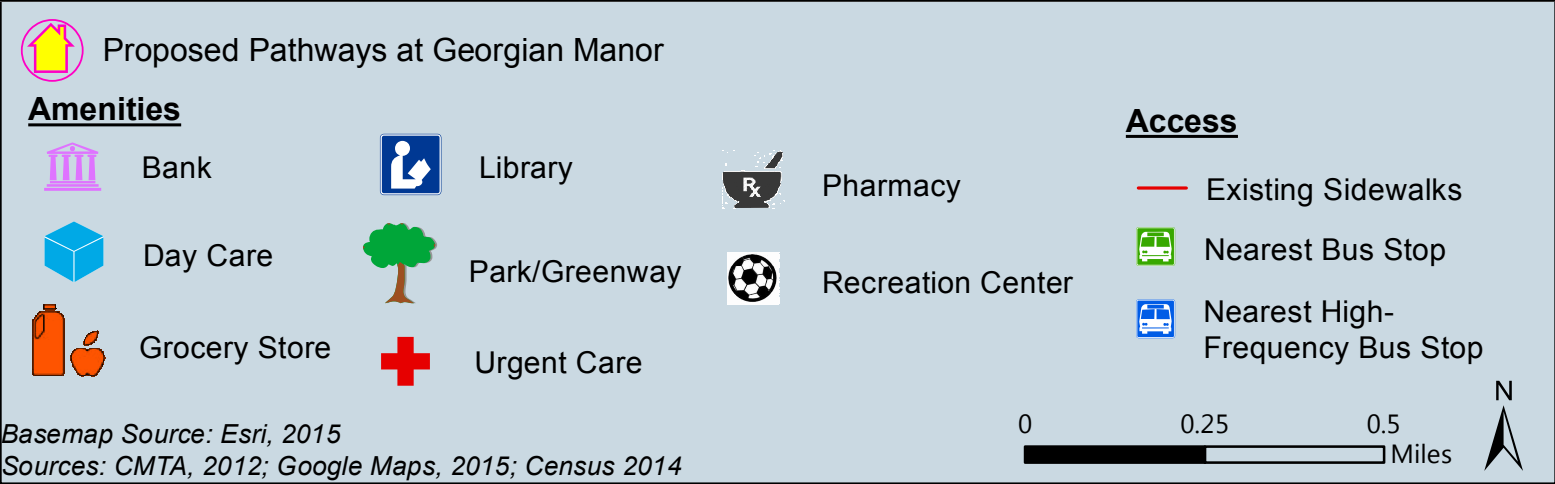 Proposed Pathways at Georgian Manor
Amenities
Bank
Day Care
Grocery Store
Library
Park/Greenway
Urgent Care
Rx
Pharmacy
Recreation Center
Access
Existing Sidewalks
Nearest Bus Stop
Nearest High-
Frequency Bus Stop
Basemap Source: Esri, 2015
Sources: CMTA, 2012; Google Maps, 2015; Census 2014
0 0.25 0.5
Miles
N